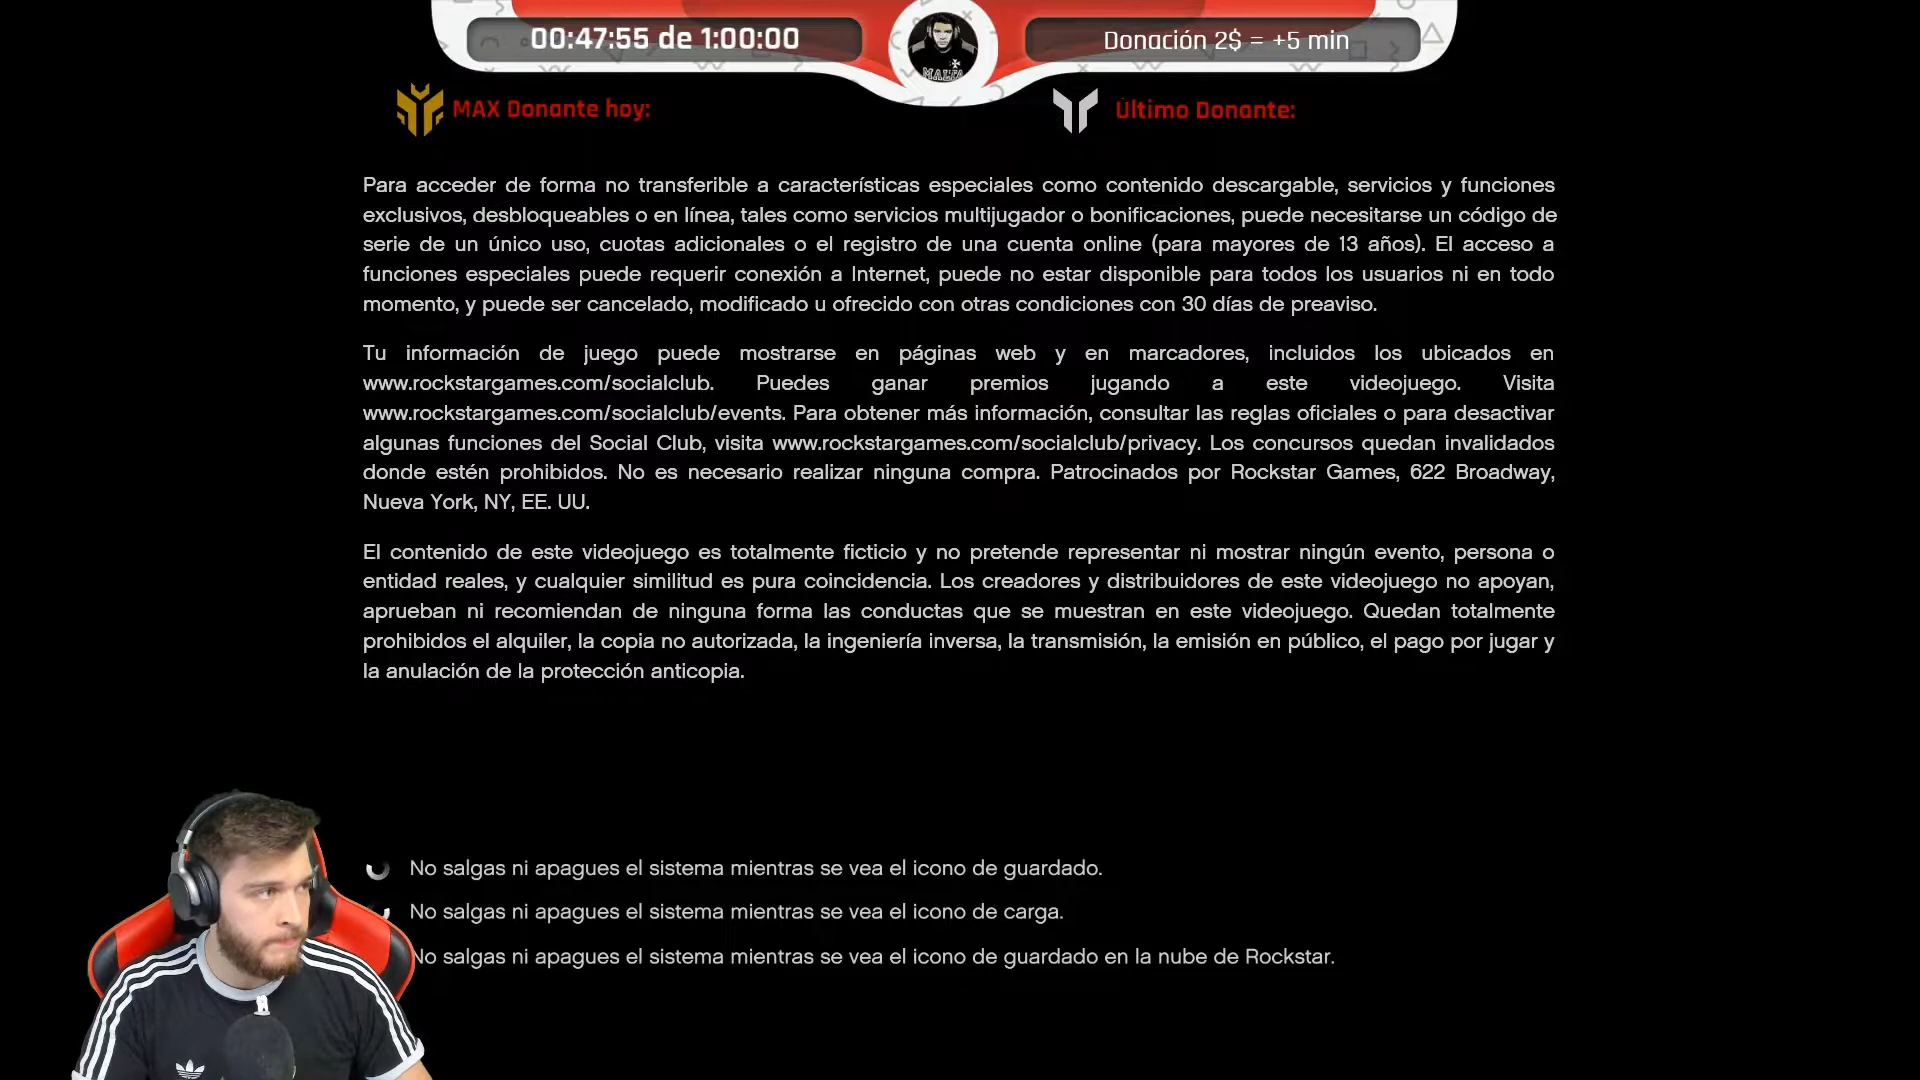 00:47:55 de 1:00:00
Donación 2$ = +5 min
MALTA
MAX Donante hoy:
Último Donante:
Para acceder de forma no transferible a características especiales como contenido descargable, servicios y funciones
exclusivos, desbloqueables o en línea, tales como servicios multijugador o bonificaciones, puede necesitarse un código de
serie de un único uso, cuotas adicionales o el registro de una cuenta online (para mayores de 13 años). El acceso a
funciones especiales puede requerir conexión a Internet, puede no estar disponible para todos los usuarios ni en todo
momento, y puede ser cancelado, modificado u ofrecido con otras condiciones con 30 días de preaviso.
Tu información de juego puede mostrarse en páginas web y en marcadores, incluidos los ubicados en
www.rockstargames.com/socialclub. Puedes ganar premios jugando a este videojuego. Visita
www.rockstargames.com/socialclub/events. Para obtener más información, consultar las reglas oficiales o para desactivar
algunas funciones del Social Club, visita www.rockstargames.com/socialclub/privacy. Los concursos quedan invalidados
donde estén prohibidos. No es necesario realizar ninguna compra. Patrocinados por Rockstar Games, 622 Broadway,
Nueva York, NY, EE. UU.
El contenido de este videojuego es totalmente ficticio y no pretende representar ni mostrar ningún evento, persona o
entidad reales, y cualquier similitud es pura coincidencia. Los creadores y distribuidores de este videojuego no apoyan,
aprueban ni recomiendan de ninguna forma las conductas que se muestran en este videojuego. Quedan totalmente
prohibidos el alquiler, la copia no autorizada, la ingeniería inversa, la transmisión, la emisión en público, el pago por jugar y
la anulación de la protección anticopia.
No salgas ni apagues el sistema mientras se vea el icono de guardado.
No salgas ni apagues el sistema mientras se vea el icono de carga.
No salgas ni apagues el sistema mientras se vea el icono de guardado en la nube de Rockstar.